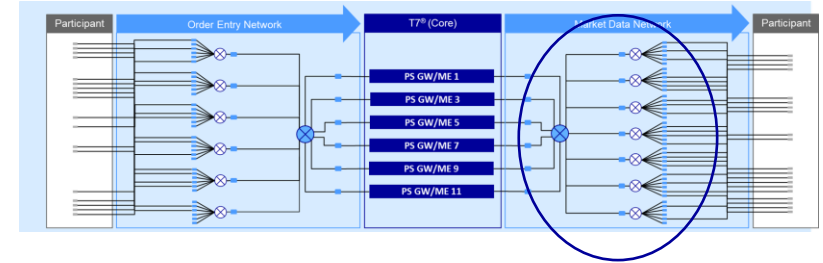 Participant
Order Entry Network
T7® (Core)
Market Data Network
Participant
PS GW/ME 1
PS GW/ME 3
PS GW/ME 5
PS GW/ME 7
PS GW/ME 9
PS GW/ME 11